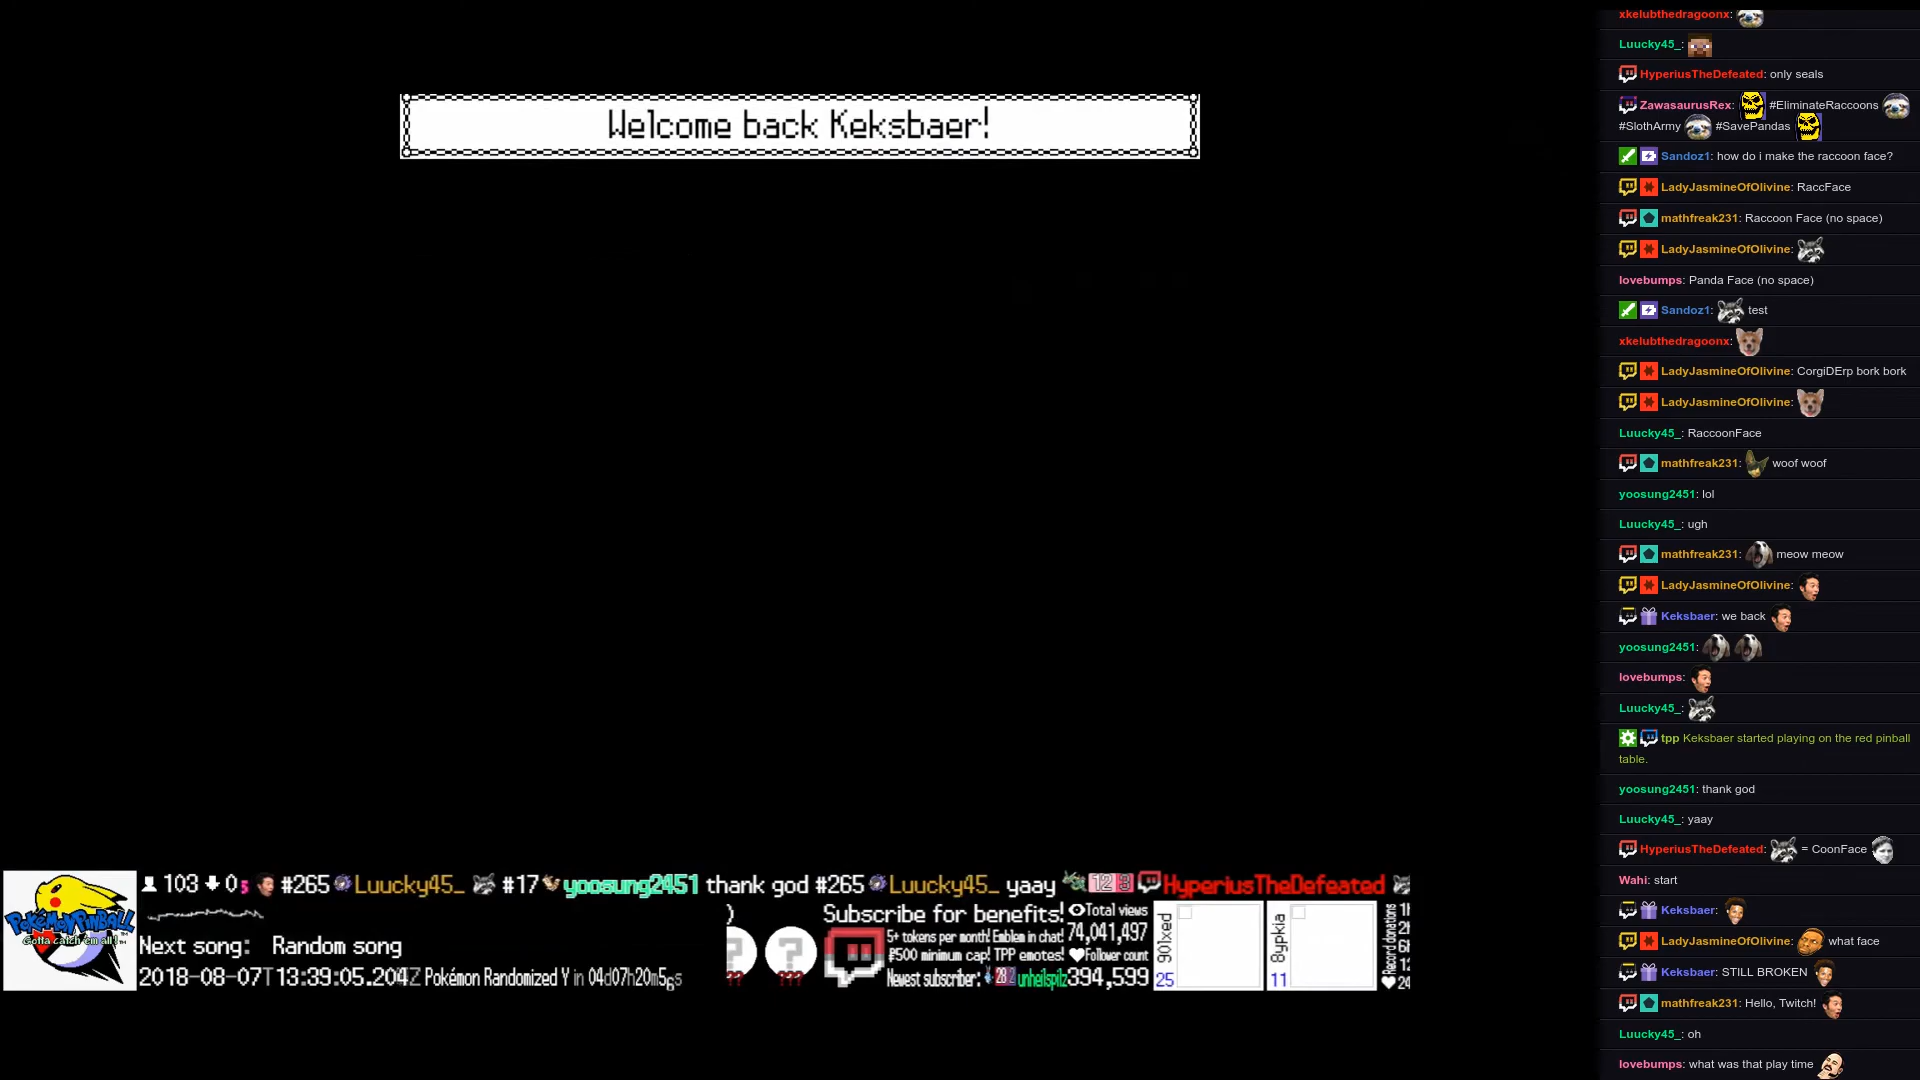 Welcome back Keksbaer!
xkelubthedragoonx:
Luucky45_:
HyperiusTheDefeated: only seals
ZawasaurusRex: #EliminateRaccoons
#SlothArmy #SavePandas
Sandoz1: how do i make the raccoon face?
LadyJasmineOfOlivine: RaccFace
mathfreak231: Raccoon Face (no space)
LadyJasmineOfOlivine:
lovebumps: Panda Face (no space)
Sandoz1: test
xkelubthedragoonx:
LadyJasmineOfOlivine: CorgiDErp bork bork
LadyJasmineOfOlivine:
Luucky45_: RaccoonFace
mathfreak231: woof woof
yoosung2451: lol
Luucky45_: ugh
mathfreak231: meow meow
LadyJasmineOfOlivine:
Keksbaer: we back
yoosung2451:
lovebumps:
Luucky45_:
tpp Keksbaer started playing on the red pinball
table.
yoosung2451: thank god
Luucky45_: yaay
HyperiusTheDefeated: = CoonFace
Wahi: start
Keksbaer:
LadyJasmineOfOlivine: what face
Keksbaer: STILL BROKEN
mathfreak231: Hello, Twitch!
Luucky45_: oh
lovebumps: what was that play time
Pokémon Pinball
Gotta catch 'em all!
103 0 #265 Luucky45_ #17 yoosung2451 thank god #265 Luucky45_ yaay 12 8 HyperiusTheDefeated
Next song: Random song
2018-08-07T13:39:05.204Z Pokémon Randomized Y in 04d07h20m56s
)
? ?
??? ???
Subscribe for benefits!
5+ tokens per month! Emblem in chat!
₽500 minimum cap! TPP emotes!
Newest subscriber: 28 2 unheilspilz
Total views
74,041,497
Follower count
394,599
901xed
25
8ypkia
11
Record donations